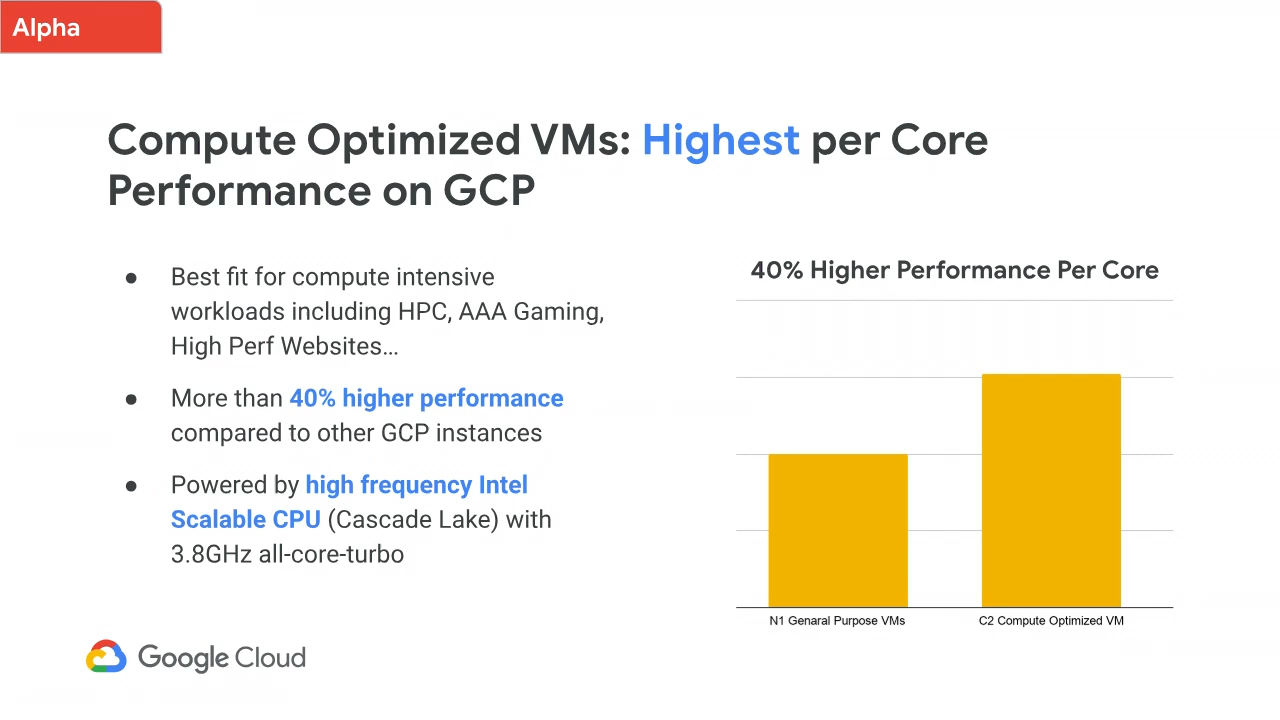 Alpha
Compute Optimized VMs: Highest per Core
Performance on GCP
● Best fit for compute intensive
workloads including HPC, AAA Gaming,
High Perf Websites…
● More than 40% higher performance
compared to other GCP instances
● Powered by high frequency Intel
Scalable CPU (Cascade Lake) with
3.8GHz all-core-turbo
40% Higher Performance Per Core
N1 Genaral Purpose VMs
C2 Compute Optimized VM
Google Cloud